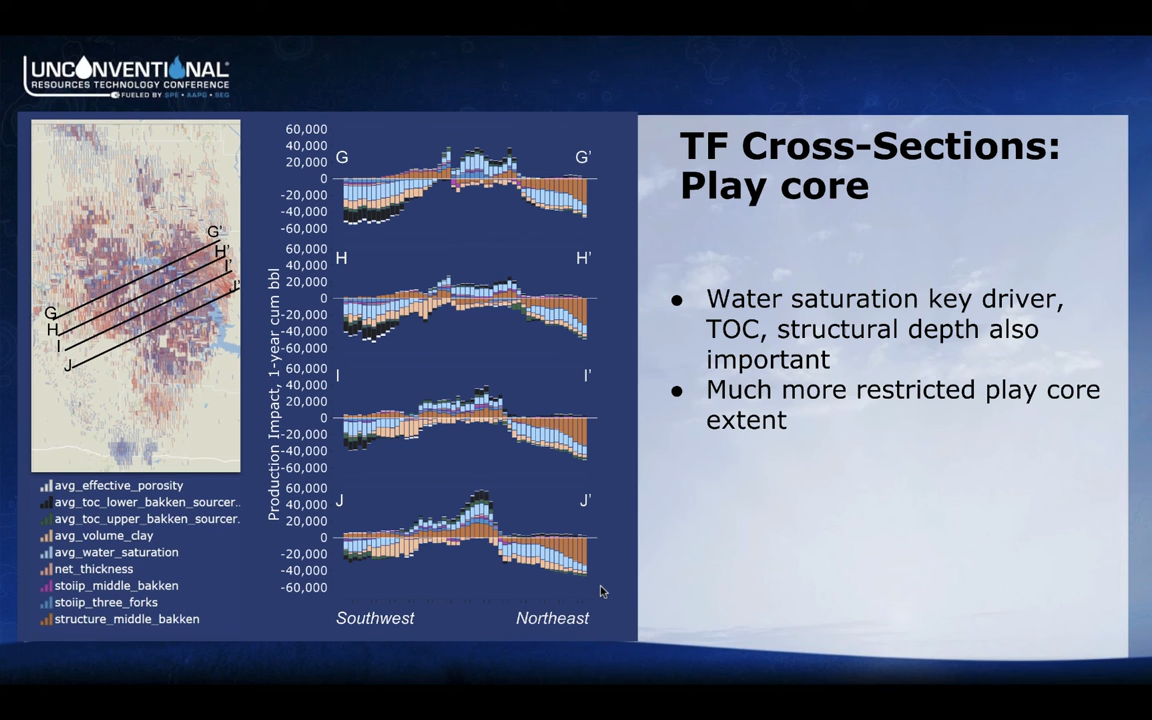 UNCONVENTIONAL
RESOURCES TECHNOLOGY CONFERENCE
FUELED BY SPE • AAPG • SEG
TF Cross-Sections:
Play core
● Water saturation key driver,
TOC, structural depth also
important
● Much more restricted play core
extent
G'
H'
I'
J'
G
H
I
J
avg_effective_porosity
avg_toc_lower_bakken_sourcer..
avg_toc_upper_bakken_sourcer.
avg_volume_clay
avg_water_saturation
net_thickness
stoiip_middle_bakken
stoiip_three_forks
structure_middle_bakken
Production Impact, 1-year cum bbl
60,000
40,000
20,000
0
-20,000
-40,000
-60,000
G G'
60,000
40,000
20,000
0
-20,000
-40,000
-60,000
H H'
60,000
40,000
20,000
0
-20,000
-40,000
-60,000
I I'
60,000
40,000
20,000
0
-20,000
-40,000
-60,000
J J'
Southwest Northeast